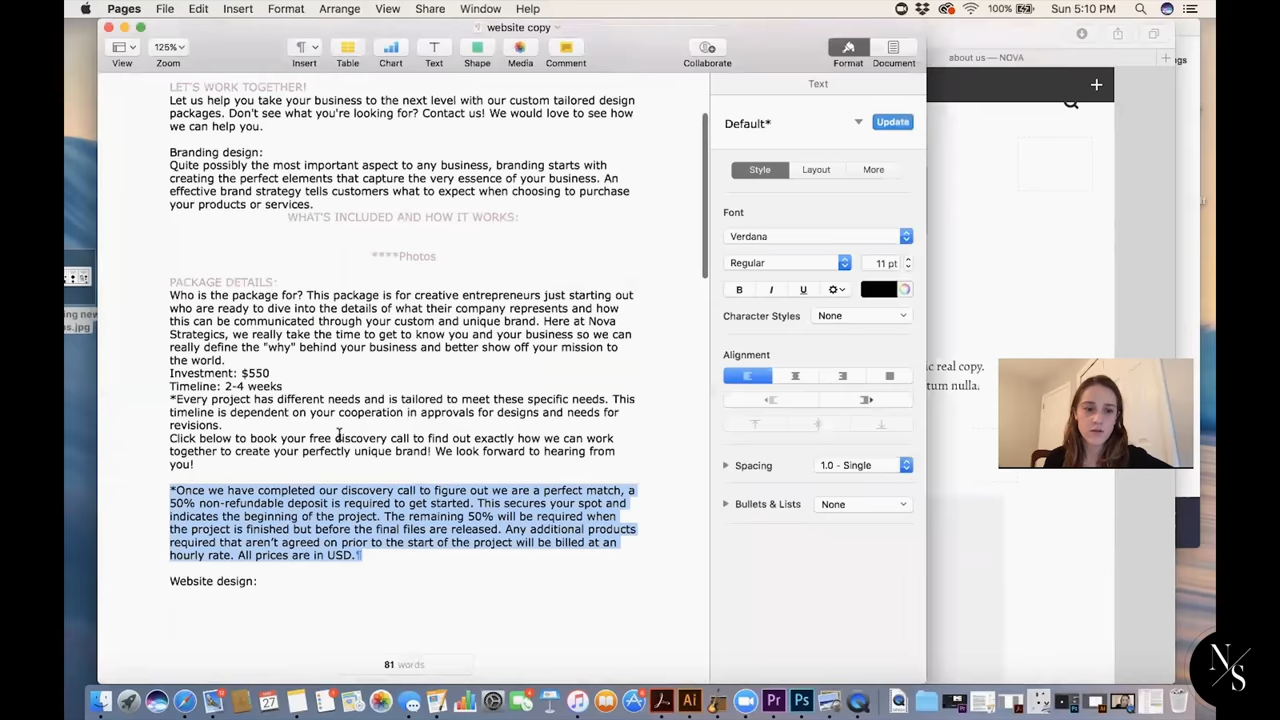 Pages File Edit Insert Format Arrange View Share Window Help 100% Sun 5:10 PM
website copy
125%
View Zoom Insert Table Chart Text Shape Media Comment Collaborate Format Document
about us — NOVA
LET'S WORK TOGETHER!
Let us help you take your business to the next level with our custom tailored design
packages. Don't see what you're looking for? Contact us! We would love to see how
we can help you.
Branding design:
Quite possibly the most important aspect to any business, branding starts with
creating the perfect elements that capture the very essence of your business. An
effective brand strategy tells customers what to expect when choosing to purchase
your products or services.
WHAT'S INCLUDED AND HOW IT WORKS:
****Photos
PACKAGE DETAILS:
Who is the package for? This package is for creative entrepreneurs just starting out
who are ready to dive into the details of what their company represents and how
this can be communicated through your custom and unique brand. Here at Nova
Strategics, we really take the time to get to know you and your business so we can
really define the "why" behind your business and better show off your mission to
the world.
Investment: $550
Timeline: 2-4 weeks
*Every project has different needs and is tailored to meet these specific needs. This
timeline is dependent on your cooperation in approvals for designs and needs for
revisions.
Click below to book your free discovery call to find out exactly how we can work
together to create your perfectly unique brand! We look forward to hearing from
you!
*Once we have completed our discovery call to figure out we are a perfect match, a
50% non-refundable deposit is required to get started. This secures your spot and
indicates the beginning of the project. The remaining 50% will be required when
the project is finished but before the final files are released. Any additional products
required that aren't agreed on prior to the start of the project will be billed at an
hourly rate. All prices are in USD.
Website design:
81 words
Text
Default*
Update
Style Layout More
Font
Verdana
Regular 11 pt
B I U
Character Styles None
Alignment
Spacing 1.0 - Single
Bullets & Lists None
ic real copy.
tum nulla.
ing new
s.jpg
27
Ai
Pr
Ps
N/S